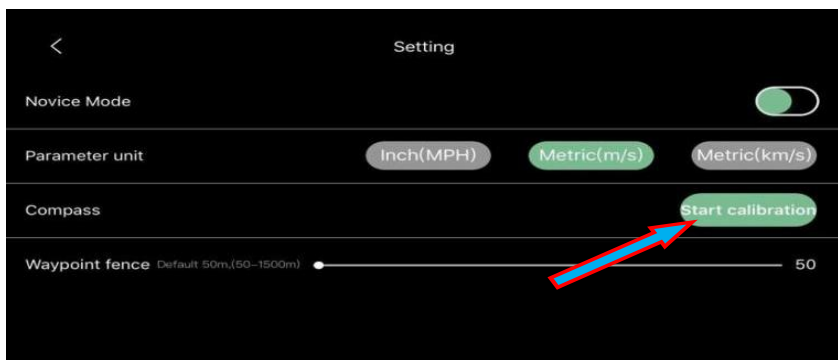 Setting
Novice Mode
Parameter unit Inch(MPH) Metric(m/s) Metric(km/s)
Compass Start calibration
Waypoint fence Default 50m,(50-1500m) 50